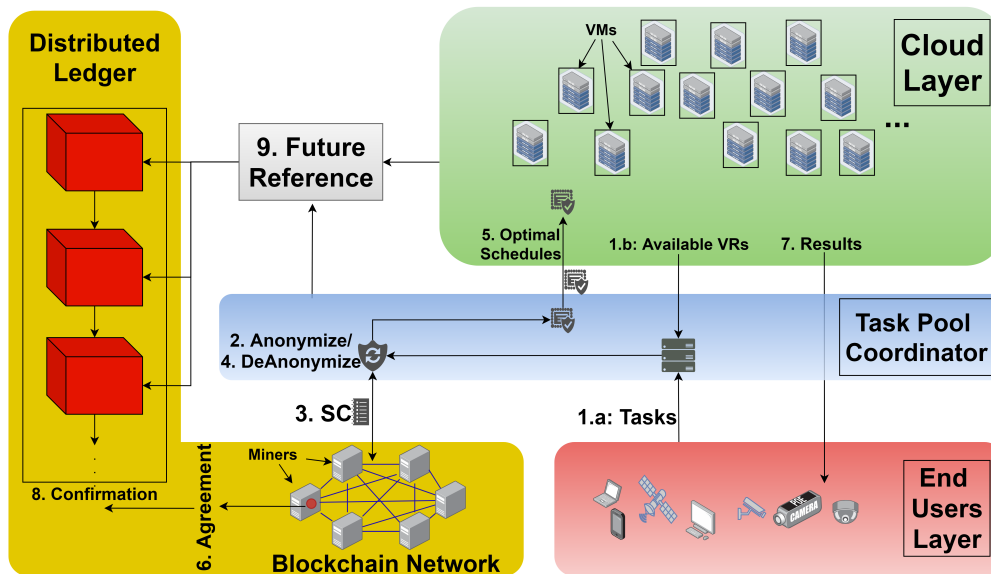 Distributed
Ledger
VMs
Cloud
Layer
...
9. Future
Reference
5. Optimal
Schedules
1.b: Available VRs
7. Results
2. Anonymize/
4. DeAnonymize
Task Pool
Coordinator
3. SC
1.a: Tasks
8. Confirmation
6. Agreement
Miners
Blockchain Network
CAMERA
End
Users
Layer